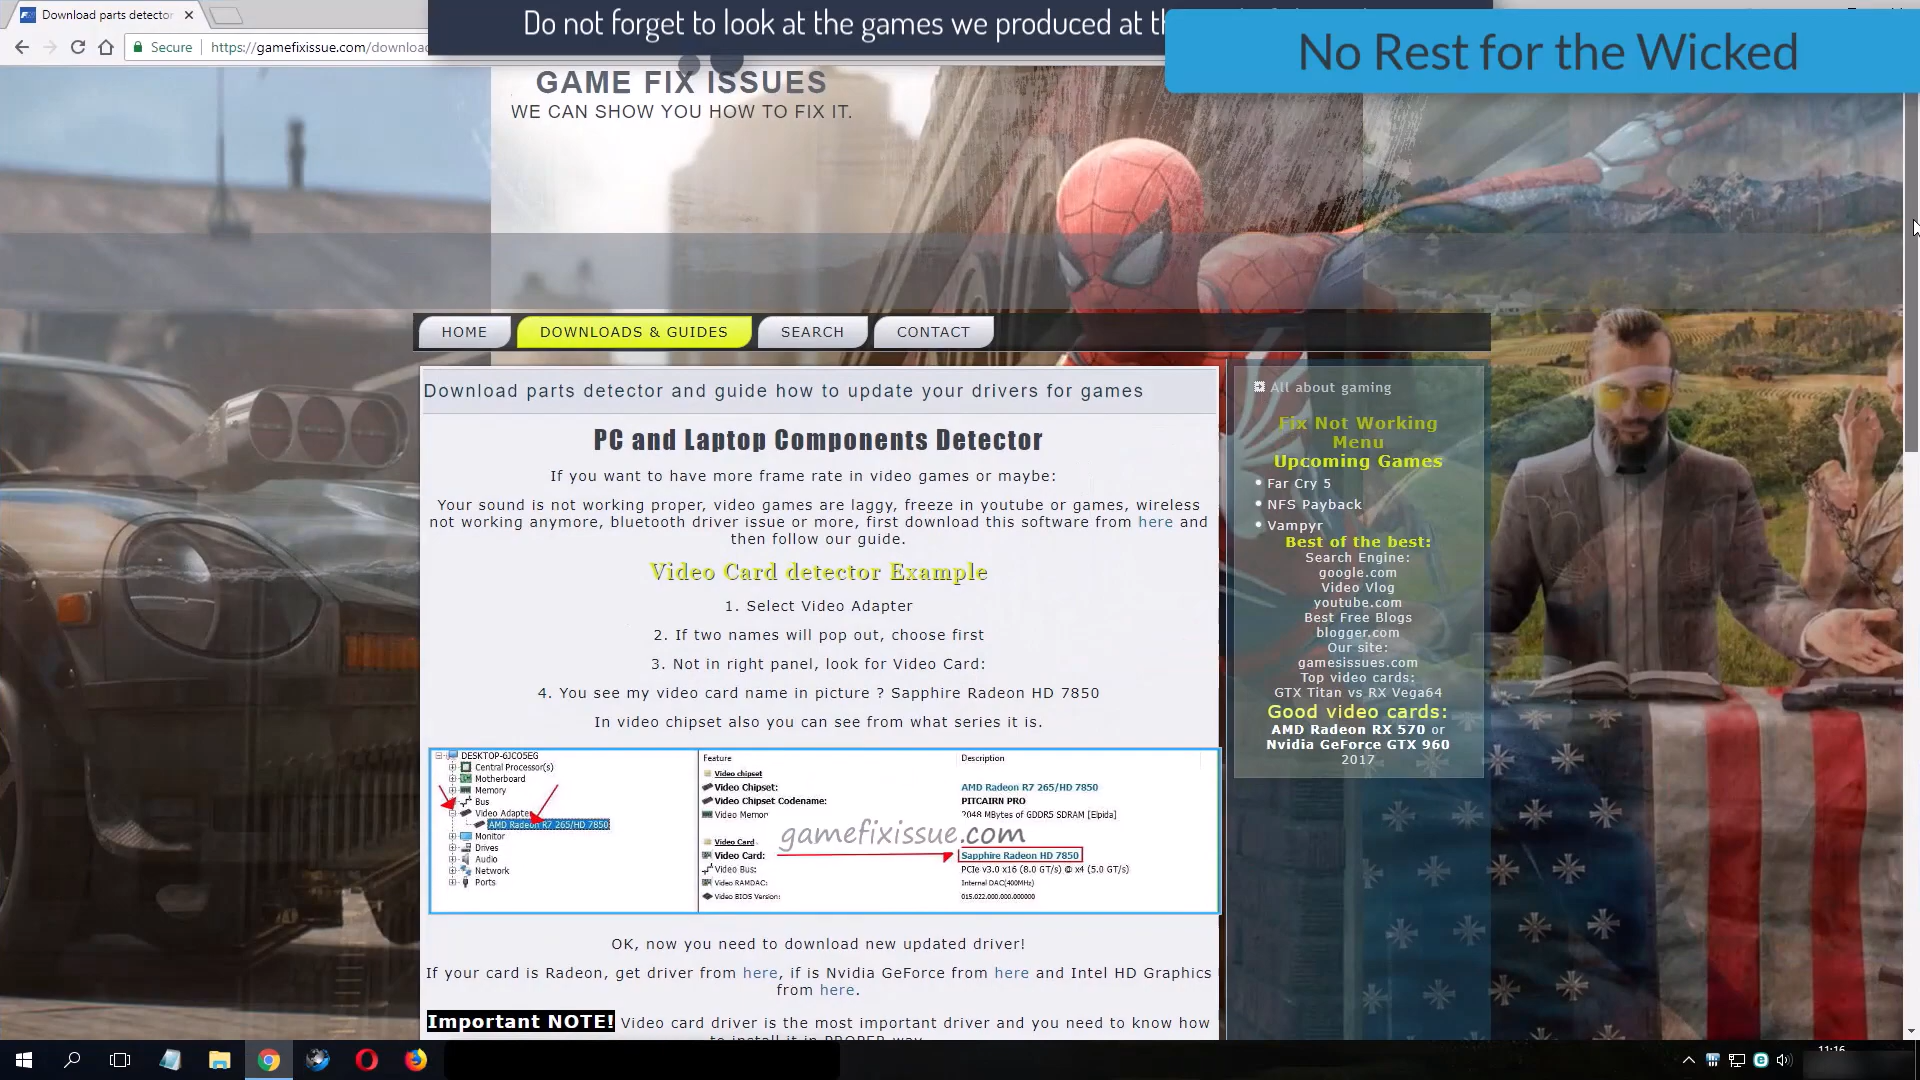 Download parts detector
Do not forget to look at the games we produced at th
No Rest for the Wicked
Secure
https://gamefixissue.com/downloa
GAME FIX ISSUES
WE CAN SHOW YOU HOW TO FIX IT.
HOME
DOWNLOADS & GUIDES
SEARCH
CONTACT
Download parts detector and guide how to update your drivers for games
PC and Laptop Components Detector
If you want to have more frame rate in video games or maybe:
Your sound is not working proper, video games are laggy, freeze in youtube or games, wireless
not working anymore, bluetooth driver issue or more, first download this software from here and
then follow our guide.
Video Card detector Example
1. Select Video Adapter
2. If two names will pop out, choose first
3. Not in right panel, look for Video Card:
4. You see my video card name in picture ? Sapphire Radeon HD 7850
In video chipset also you can see from what series it is.
DESKTOP-6JC05EG
Central Processor(s)
Motherboard
Memory
Bus
Video Adapte
AMD Radeon R7 265/HD 7850
Monitor
Drives
Audio
Network
Ports
Feature
Description
Video chipset
Video Chipset:
AMD Radeon R7 265/HD 7850
Video Chipset Codename:
PITCAIRN PRO
Video Memor
2048 MBytes of GDDR5 SDRAM [Elpida]
gamefixissue.com
Video Card
Video Card:
Sapphire Radeon HD 7850
Video Bus:
PCIe v3.0 x16 (8.0 GT/s) @ x4 (5.0 GT/s)
Video RAMDAC:
Internal DAC(400MHz)
Video BIOS Version:
015.022.000.000.000000
OK, now you need to download new updated driver!
If your card is Radeon, get driver from here, if is Nvidia GeForce from here and Intel HD Graphics
from here.
Important NOTE! Video card driver is the most important driver and you need to know how
to install it in PROPER way
All about gaming
Fix Not Working
Menu
Upcoming Games
Far Cry 5
NFS Payback
Vampyr
Best of the best:
Search Engine:
google.com
Video Vlog
youtube.com
Best Free Blogs
blogger.com
Our site:
gamesissues.com
Top video cards:
GTX Titan vs RX Vega64
Good video cards:
AMD Radeon RX 570 or
Nvidia GeForce GTX 960
2017
11:16